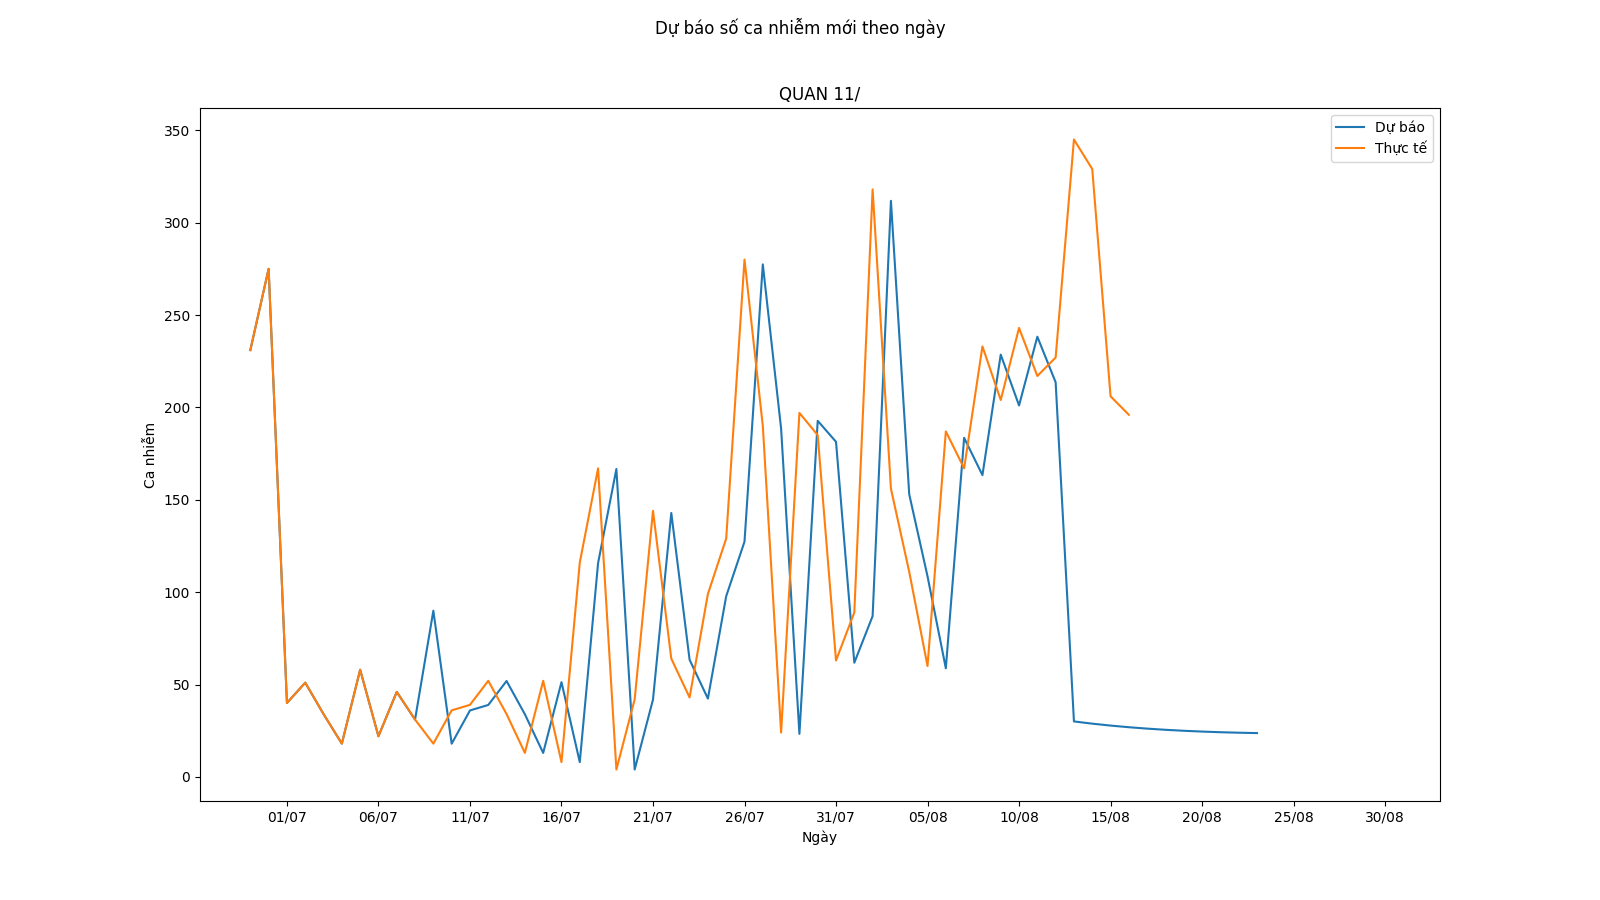 Dự báo số ca nhiễm mới theo ngày
QUAN 11/
Dự báo
Thực tế
350
300
250
200
150
100
50
0
Ca nhiễm
01/07 06/07 11/07 16/07 21/07 26/07 31/07 05/08 10/08 15/08 20/08 25/08 30/08
Ngày